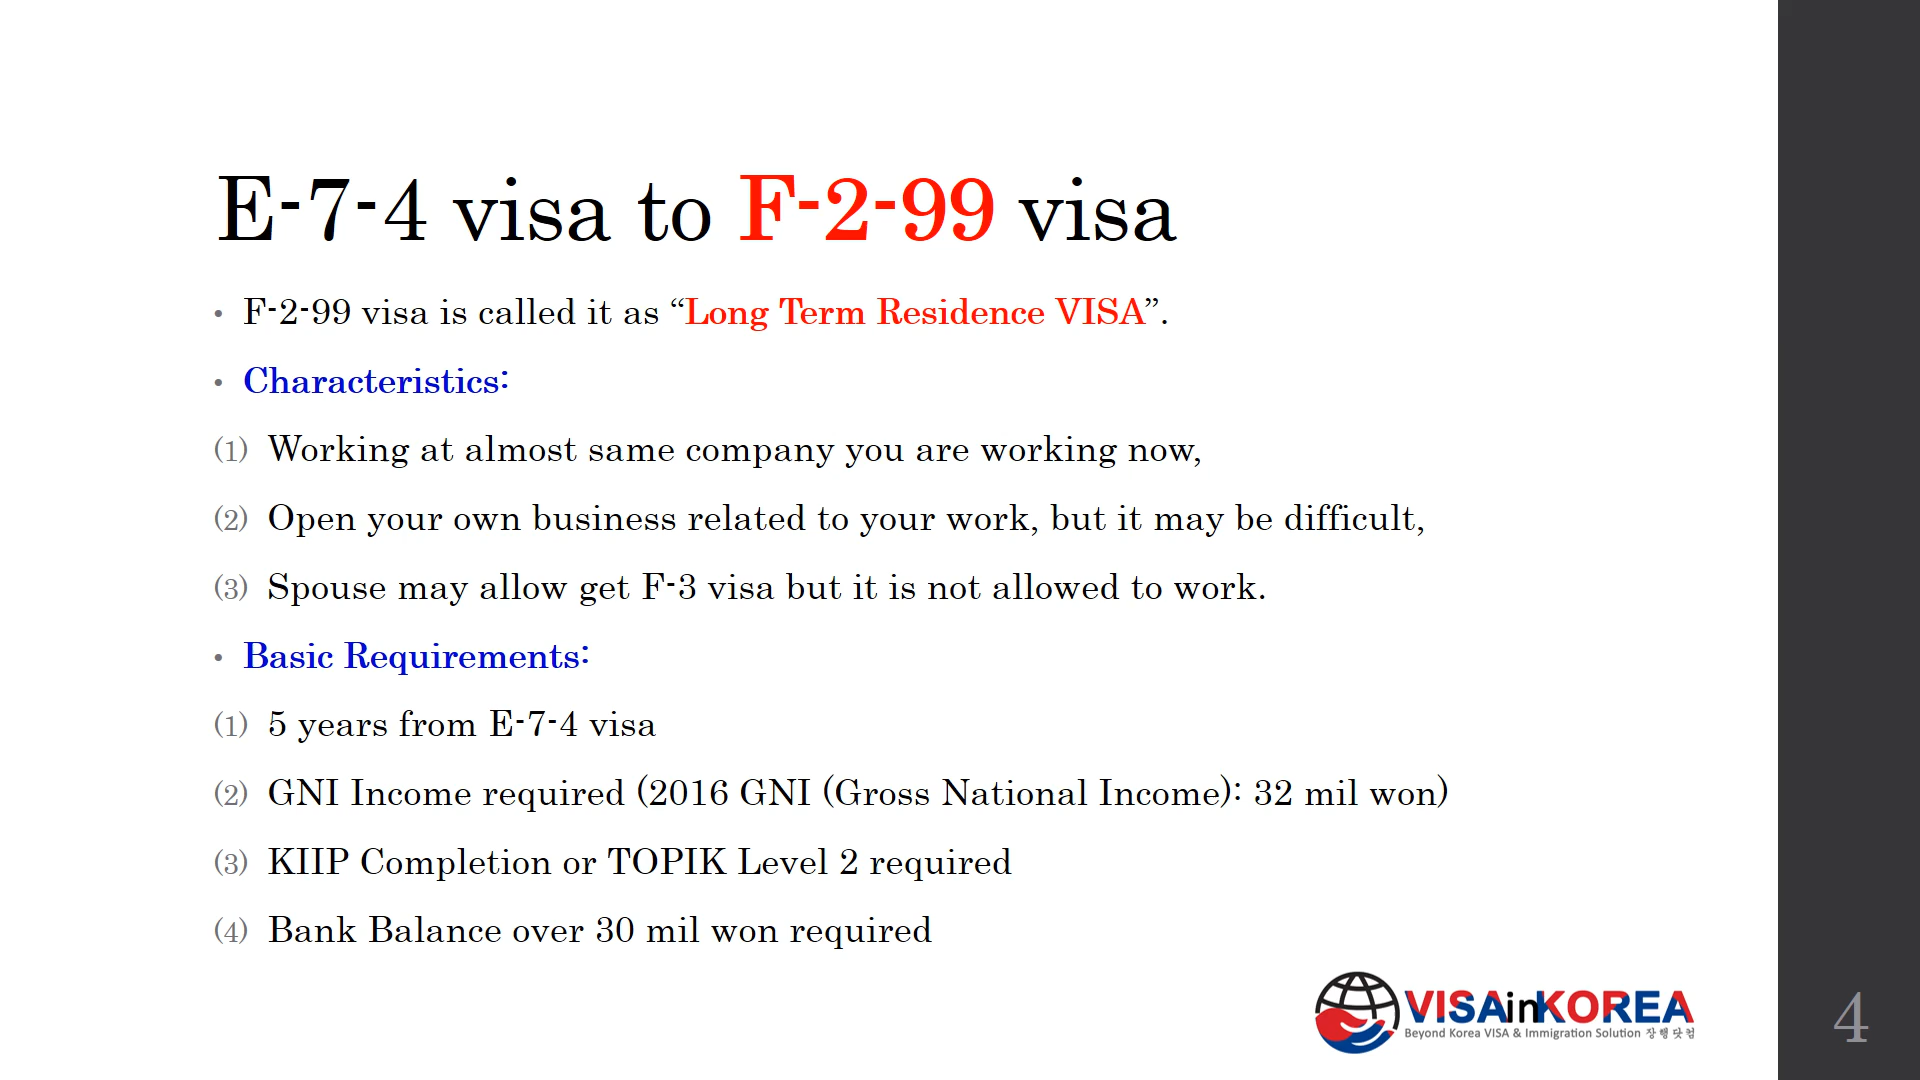 E-7-4 visa to F-2-99 visa
• F-2-99 visa is called it as “Long Term Residence VISA”.
• Characteristics:
(1) Working at almost same company you are working now,
(2) Open your own business related to your work, but it may be difficult,
(3) Spouse may allow get F-3 visa but it is not allowed to work.
• Basic Requirements:
(1) 5 years from E-7-4 visa
(2) GNI Income required (2016 GNI (Gross National Income): 32 mil won)
(3) KIIP Completion or TOPIK Level 2 required
(4) Bank Balance over 30 mil won required
VISAinKOREA
Beyond Korea VISA & Immigration Solution 장행닷컴
4